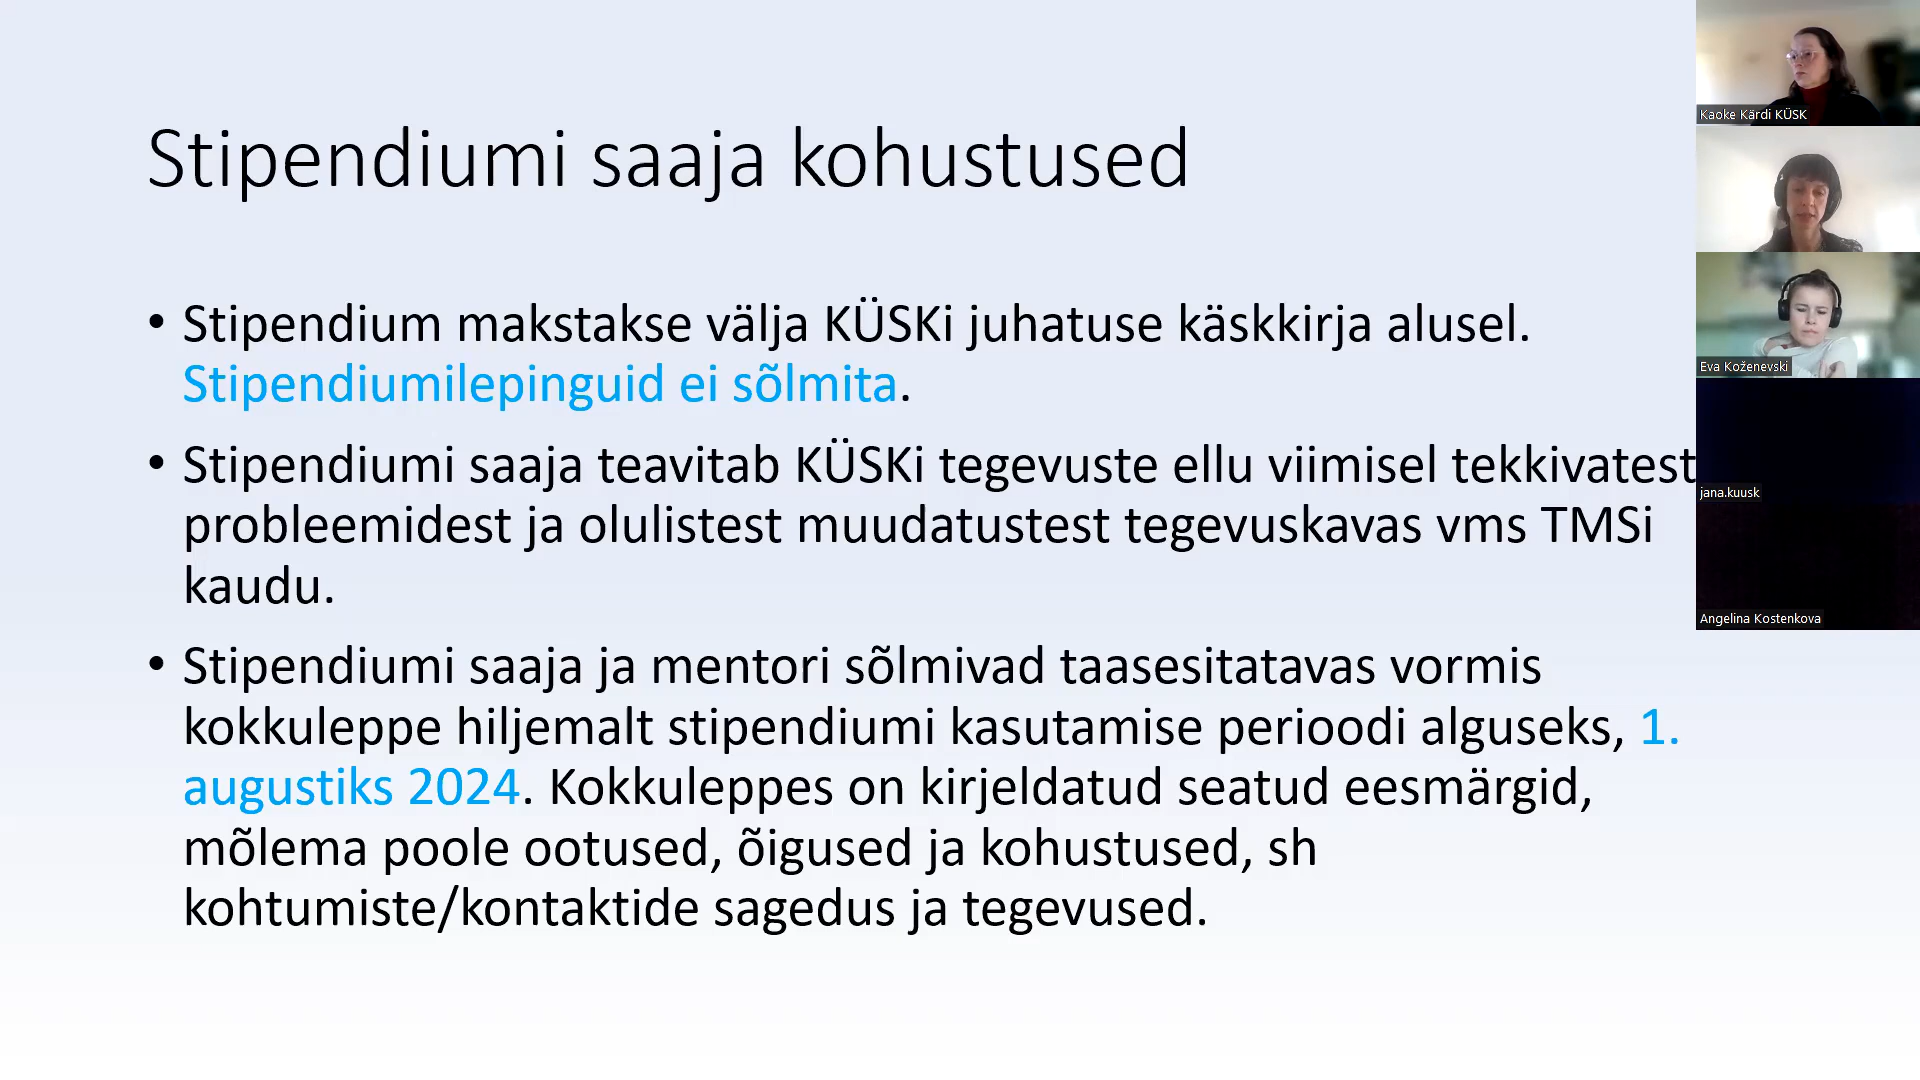 Stipendiumi saaja kohustused
• Stipendium makstakse välja KÜSKi juhatuse käskkirja alusel.
Stipendiumilepinguid ei sõlmita.
• Stipendiumi saaja teavitab KÜSKi tegevuste ellu viimisel tekkivatest
probleemidest ja olulistest muudatustest tegevuskavas vms TMSi
kaudu.
• Stipendiumi saaja ja mentori sõlmivad taasesitatavas vormis
kokkuleppe hiljemalt stipendiumi kasutamise perioodi alguseks, 1.
augustiks 2024. Kokkuleppes on kirjeldatud seatud eesmärgid,
mõlema poole ootused, õigused ja kohustused, sh
kohtumiste/kontaktide sagedus ja tegevused.
Kaoke Kärdi KÜSK
Eva Koženevski
jana.kuusk
Angelina Kostenkova